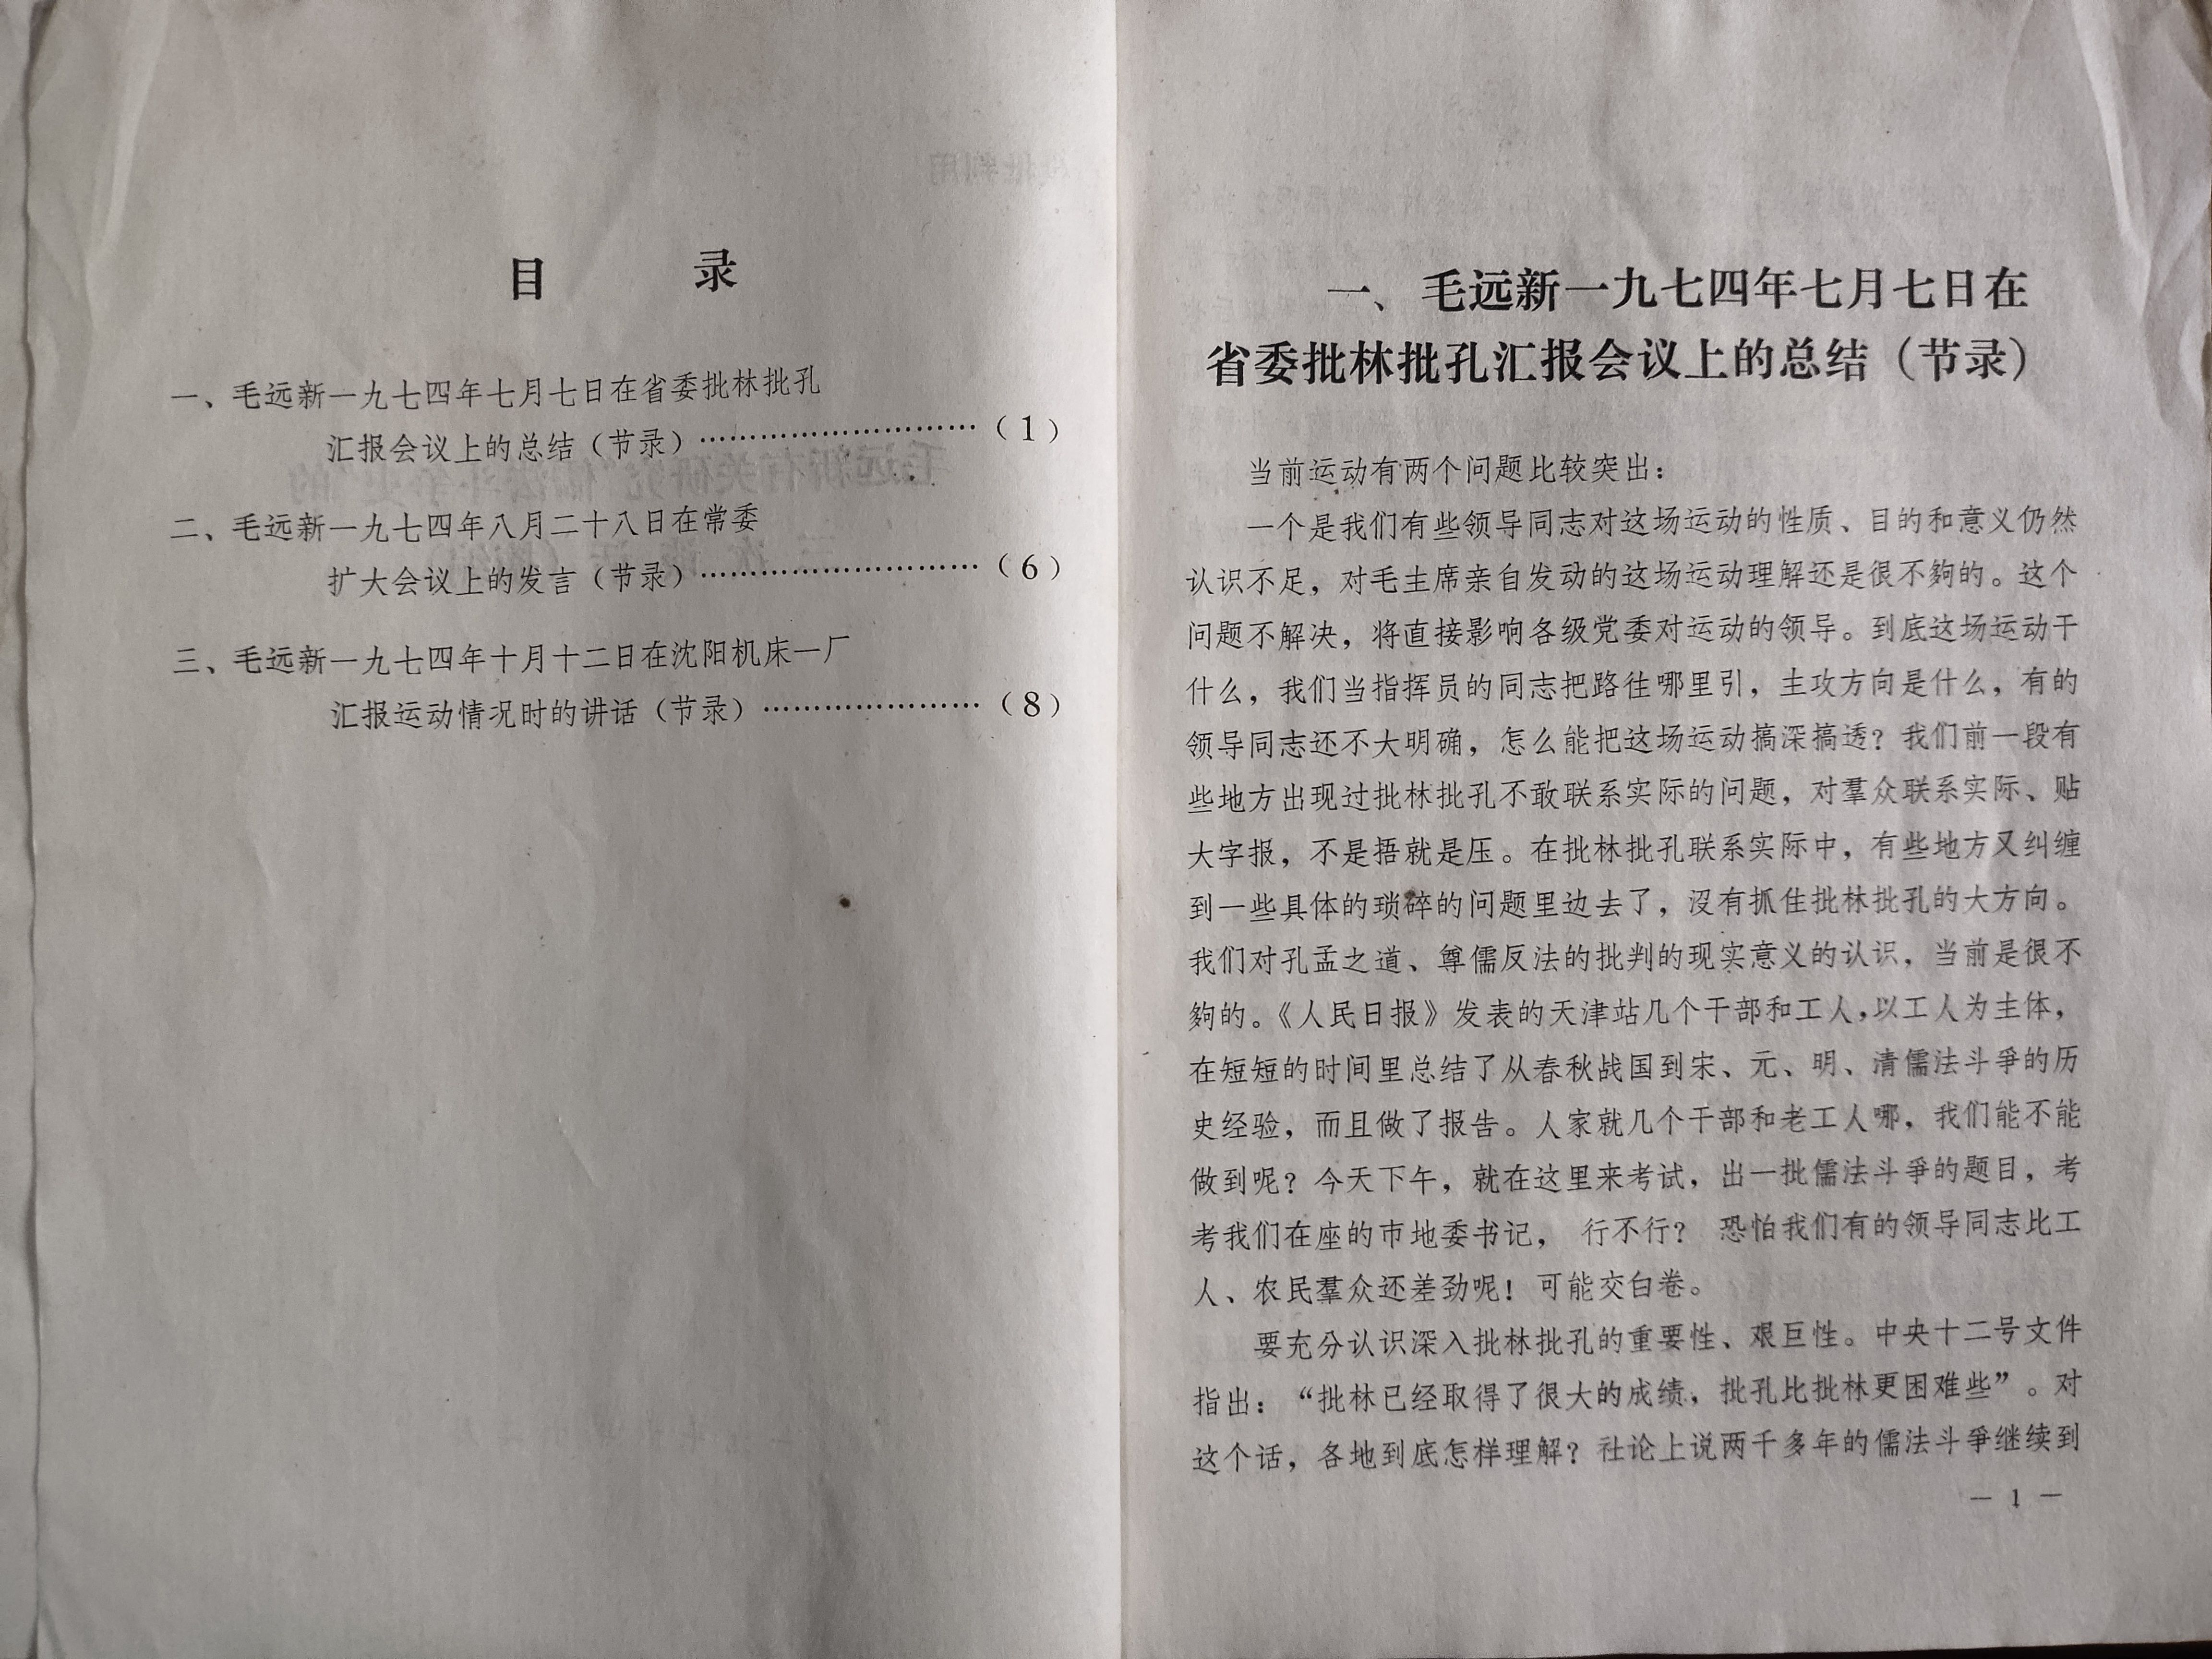 目 录
一、毛远新一九七四年七月七日在省委批林批孔
汇报会议上的总结（节录）………………………（1）
二、毛远新一九七四年八月二十八日在常委
扩大会议上的发言（节录）………………………（6）
三、毛远新一九七四年十月十二日在沈阳机床一厂
汇报运动情况时的讲话（节录）…………………（8）
一、毛远新一九七四年七月七日在
省委批林批孔汇报会议上的总结（节录）
当前运动有两个问题比较突出：
一个是我们有些领导同志对这场运动的性质、目的和意义仍然
认识不足，对毛主席亲自发动的这场运动理解还是很不夠的。这个
问题不解决，将直接影响各级党委对运动的领导。到底这场运动干
什么，我们当指挥员的同志把路往哪里引，主攻方向是什么，有的
领导同志还不大明确，怎么能把这场运动搞深搞透？我们前一段有
些地方出现过批林批孔不敢联系实际的问题，对羣众联系实际、贴
大字报，不是捂就是压。在批林批孔联系实际中，有些地方又纠缠
到一些具体的琐碎的问题里边去了，沒有抓住批林批孔的大方向。
我们对孔孟之道、尊儒反法的批判的现实意义的认识，当前是很不
夠的。《人民日报》发表的天津站几个干部和工人，以工人为主体，
在短短的时间里总结了从春秋战国到宋、元、明、清儒法斗爭的历
史经验，而且做了报告。人家就几个干部和老工人哪，我们能不能
做到呢？今天下午，就在这里来考试，出一批儒法斗爭的题目，考
考我们在座的市地委书记， 行不行？ 恐怕我们有的领导同志比工
人、农民羣众还差劲呢！可能交白卷。
要充分认识深入批林批孔的重要性、艰巨性。中央十二号文件
指出：“批林已经取得了很大的成绩，批孔比批林更困难些”。对
这个话，各地到底怎样理解？社论上说两千多年的儒法斗爭继续到
— 1 —